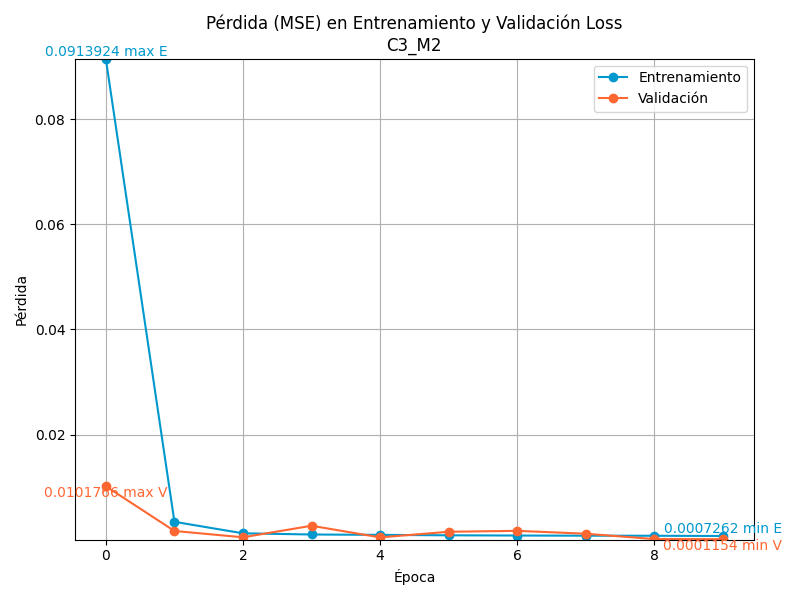 Pérdida (MSE) en Entrenamiento y Validación Loss
C3_M2
0.0913924 max E
Entrenamiento
Validación
0.08
0.06
0.04
0.02
Pérdida
0.0101766 max V
0.0007262 min E
0.0001154 min V
0 2 4 6 8
Época